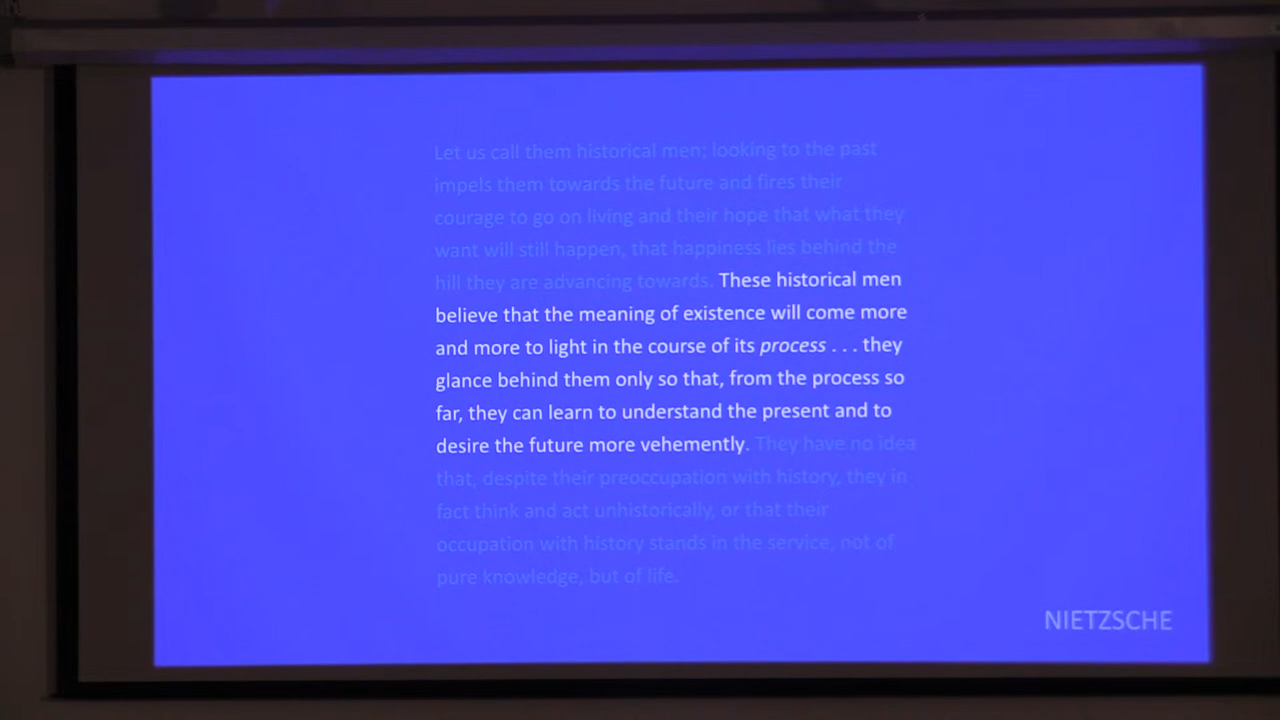 Let us call them historical men; looking to the past
impels them towards the future and fires their
courage to go on living and their hope that what they
want will still happen, that happiness lies behind the
hill they are advancing towards. These historical men
believe that the meaning of existence will come more
and more to light in the course of its process . . . they
glance behind them only so that, from the process so
far, they can learn to understand the present and to
desire the future more vehemently. They have no idea
that, despite their preoccupation with history, they in
fact think and act unhistorically, or that their
occupation with history stands in the service, not of
pure knowledge, but of life.
NIETZSCHE